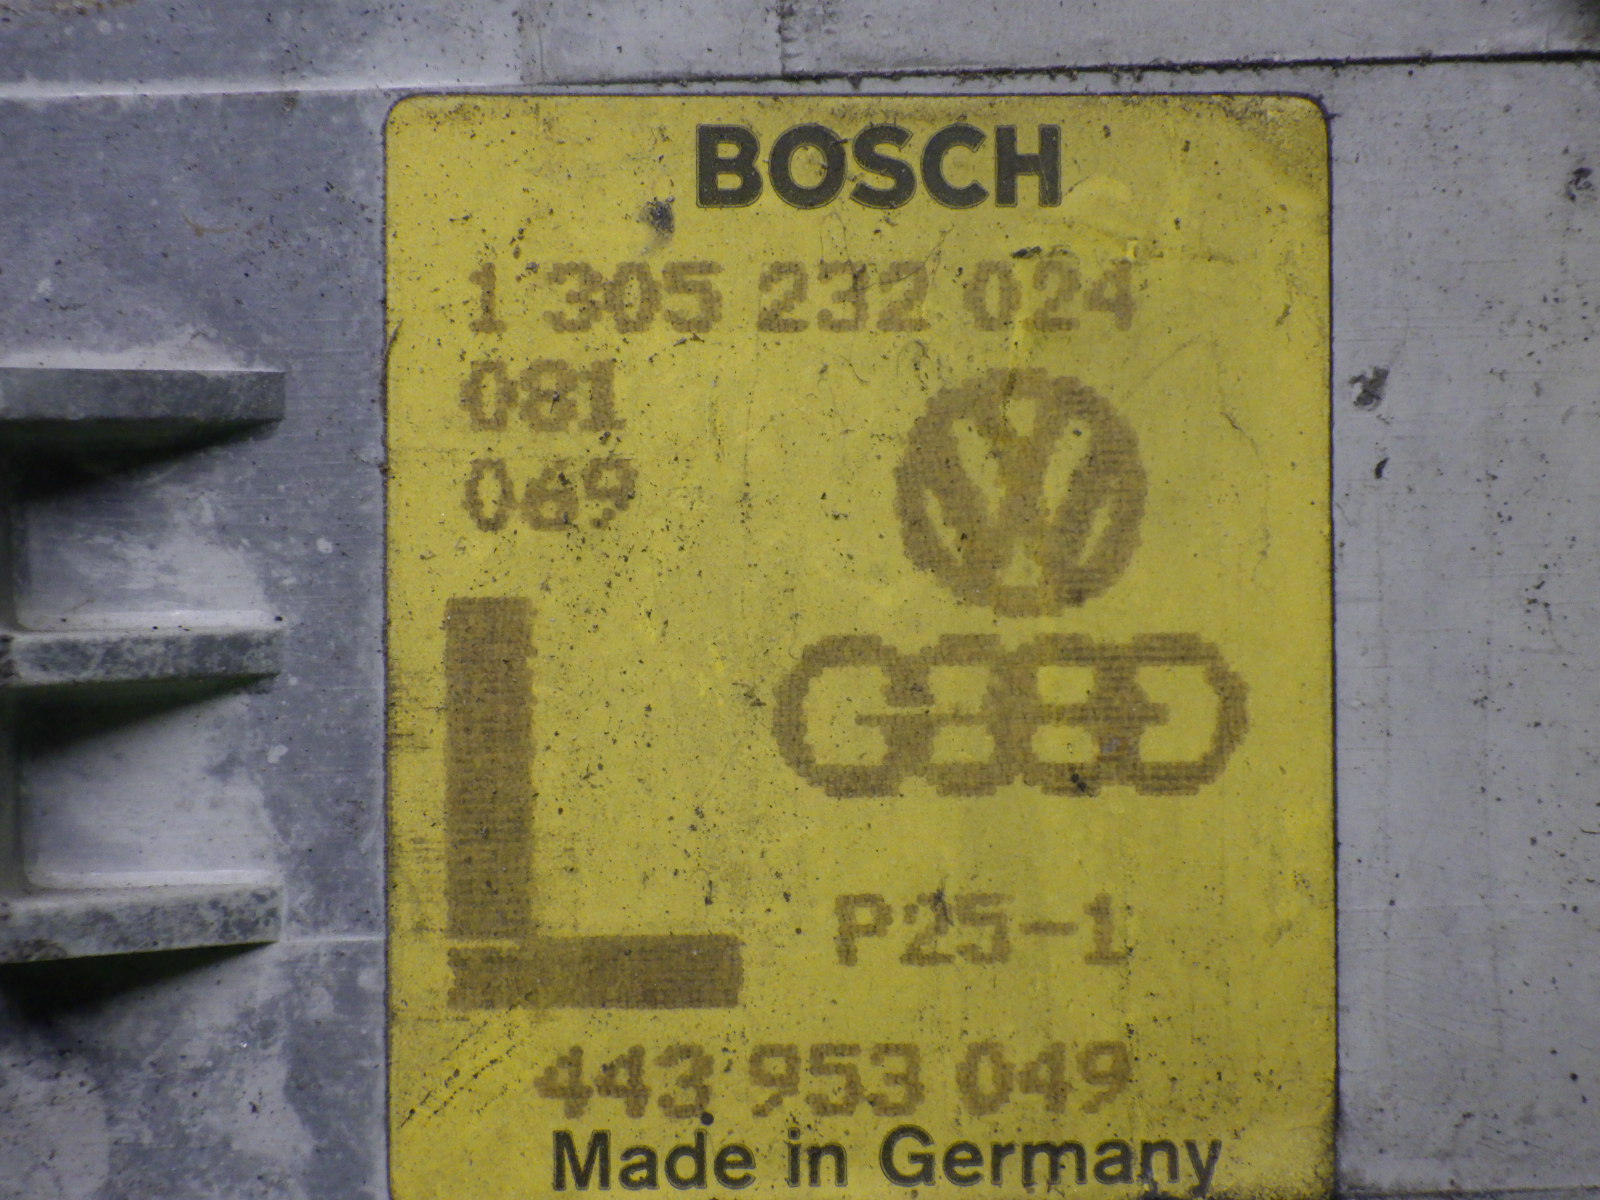 BOSCH
1 305 232 024
081
069
L
P25-1
443 953 049
Made in Germany